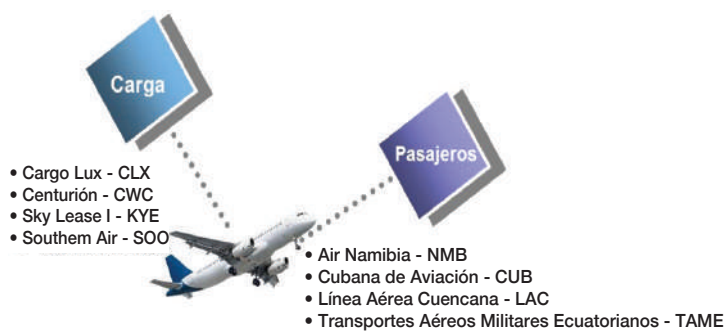 Carga
• Cargo Lux - CLX
• Centurión - CWC
• Sky Lease I - KYE
• Southem Air - SOO
Pasajeros
• Air Namibia - NMB
• Cubana de Aviación - CUB
• Línea Aérea Cuencana - LAC
• Transportes Aéreos Militares Ecuatorianos - TAME